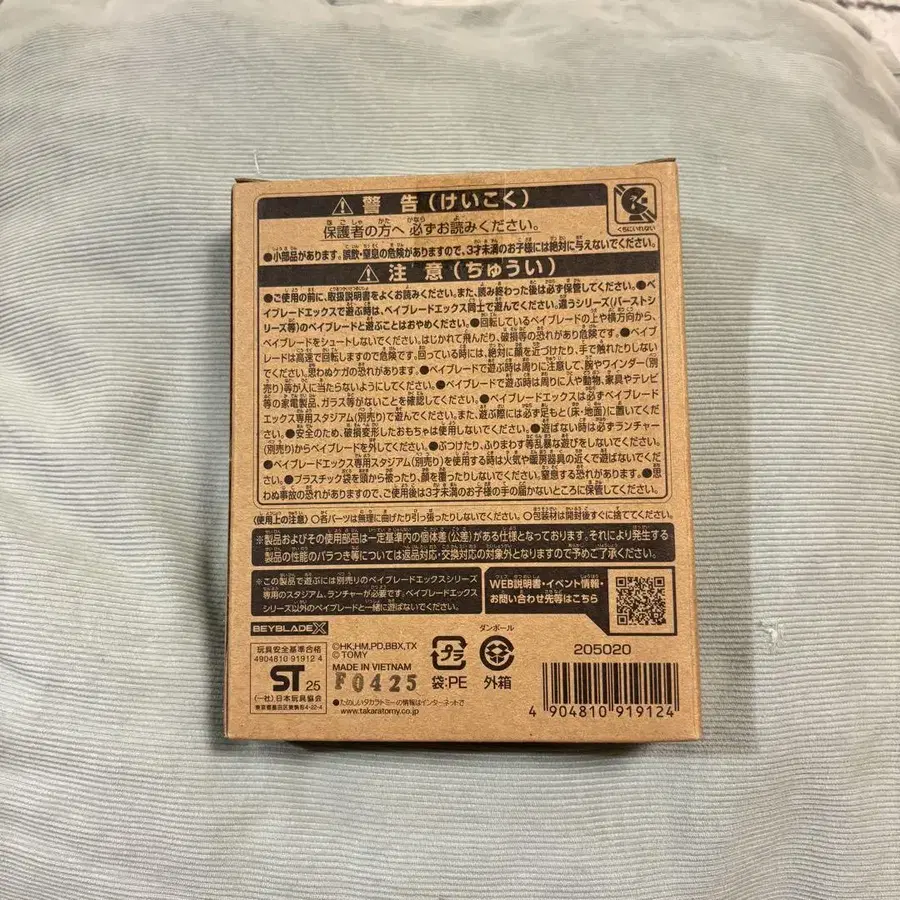 ⚠警告(けいこく)
保護者の方へ 必ずお読みください。
くちにいれない
●小部品があります。誤飲・窒息の危険がありますので、3才未満のお子様には絶対に与えないでください。
⚠注意(ちゅうい)
●ご使用の前に、取扱説明書をよくお読みください。また、読み終わった後は必ず保管してください。●ベ
イブレードエックスで遊ぶ時は、ベイブレードエックス同士で遊んでください。違うシリーズ(バーストシ
リーズ等)のベイブレードと遊ぶことはおやめください。●回転しているベイブレードの上や横方向から、
ベイブレードをシュートしないでください。はじかれて飛んだり、破損等の恐れがあり危険です。●ベイブ
レードは高速で回転しますので危険です。回っている時には、絶対に顔を近づけたり、手で触れたりしない
でください。思わぬケガの恐れがあります。●ベイブレードで遊ぶ時は周りに注意して、腕やワインダー(別
売り)等が人に当たらないようにしてください。●ベイブレードで遊ぶ時は周りに人や動物、家具やテレビ
等の家電製品、ガラス等がないことを確認してください。●ベイブレードエックスは必ずベイブレード
エックス専用スタジアム(別売り)で遊んでください。また、遊ぶ際には必ず足もと(床・地面)に置いてくだ
さい。●安全のため、破損変形したおもちゃは使用しないでください。●遊ばない時は必ずランチャー
(別売り)からベイブレードを外してください。●ぶつけたり、ふりまわす等乱暴な遊びをしないでください。
●ベイブレードエックス専用スタジアム(別売り)を使用する時は火気や暖房器具の近くで遊ばないでくだ
さい。●プラスチック袋を頭から被ったり、顔を覆ったりしないでください。窒息する恐れがあります。●思
わぬ事故の恐れがありますので、ご使用後は3才未満のお子様の手の届かないところに保管してください。
(使用上の注意)○各パーツは無理に曲げたり引っ張ったりしないでください。○包装材は開封後すぐに捨ててください。
※製品およびその使用部品は一定基準内の個体差(公差)がある仕様となっております。それにより発生する
製品の性能のバラつき等については返品対応・交換対応の対象外となりますので予めご了承ください。
※この製品で遊ぶには別売りのベイブレードエックスシリーズ
専用のスタジアム、ランチャーが必要です。ベイブレードエックス
シリーズ以外のベイブレードと一緒に遊ばないでください。
WEB説明書・イベント情報・
お問い合わせ先等はこちら
BEYBLADE X
玩具安全基準合格
4904810 91912 4
ST 25
(一社)日本玩具協会
東京都墨田区東駒形4-22-4
©HK,HM,PD,BBX,TX
© TOMY
MADE IN VIETNAM
F0425
●たのしいタカラトミーの情報はインターネットで
www.takaratomy.co.jp
プラ
袋:PE
ダンボール
外箱
205020
4 904810 919124